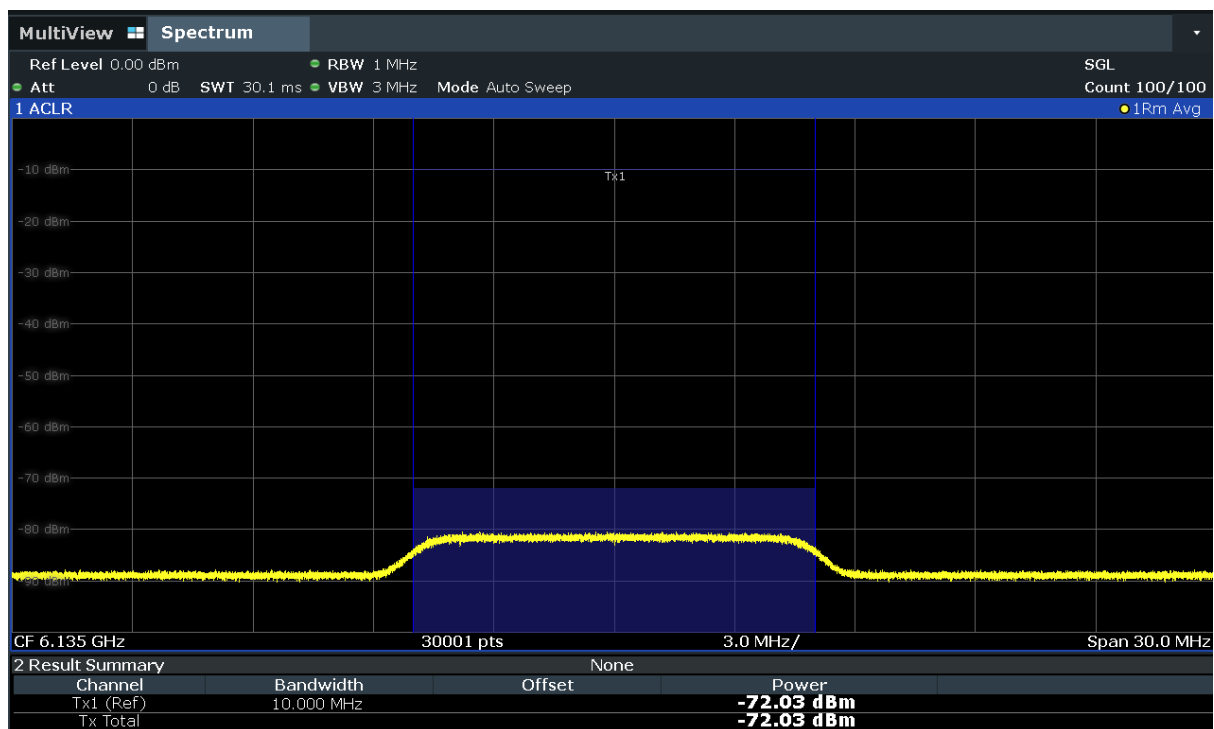 MultiView Spectrum
Ref Level 0.00 dBm RBW 1 MHz SGL
Att 0 dB SWT 30.1 ms VBW 3 MHz Mode Auto Sweep Count 100/100
1 ACLR 1Rm Avg
-10 dBm
Tx1
-20 dBm
-30 dBm
-40 dBm
-50 dBm
-60 dBm
-70 dBm
-80 dBm
-90 dBm
CF 6.135 GHz 30001 pts 3.0 MHz/ Span 30.0 MHz
2 Result Summary None
Channel Bandwidth Offset Power
Tx1 (Ref) 10.000 MHz -72.03 dBm
Tx Total -72.03 dBm